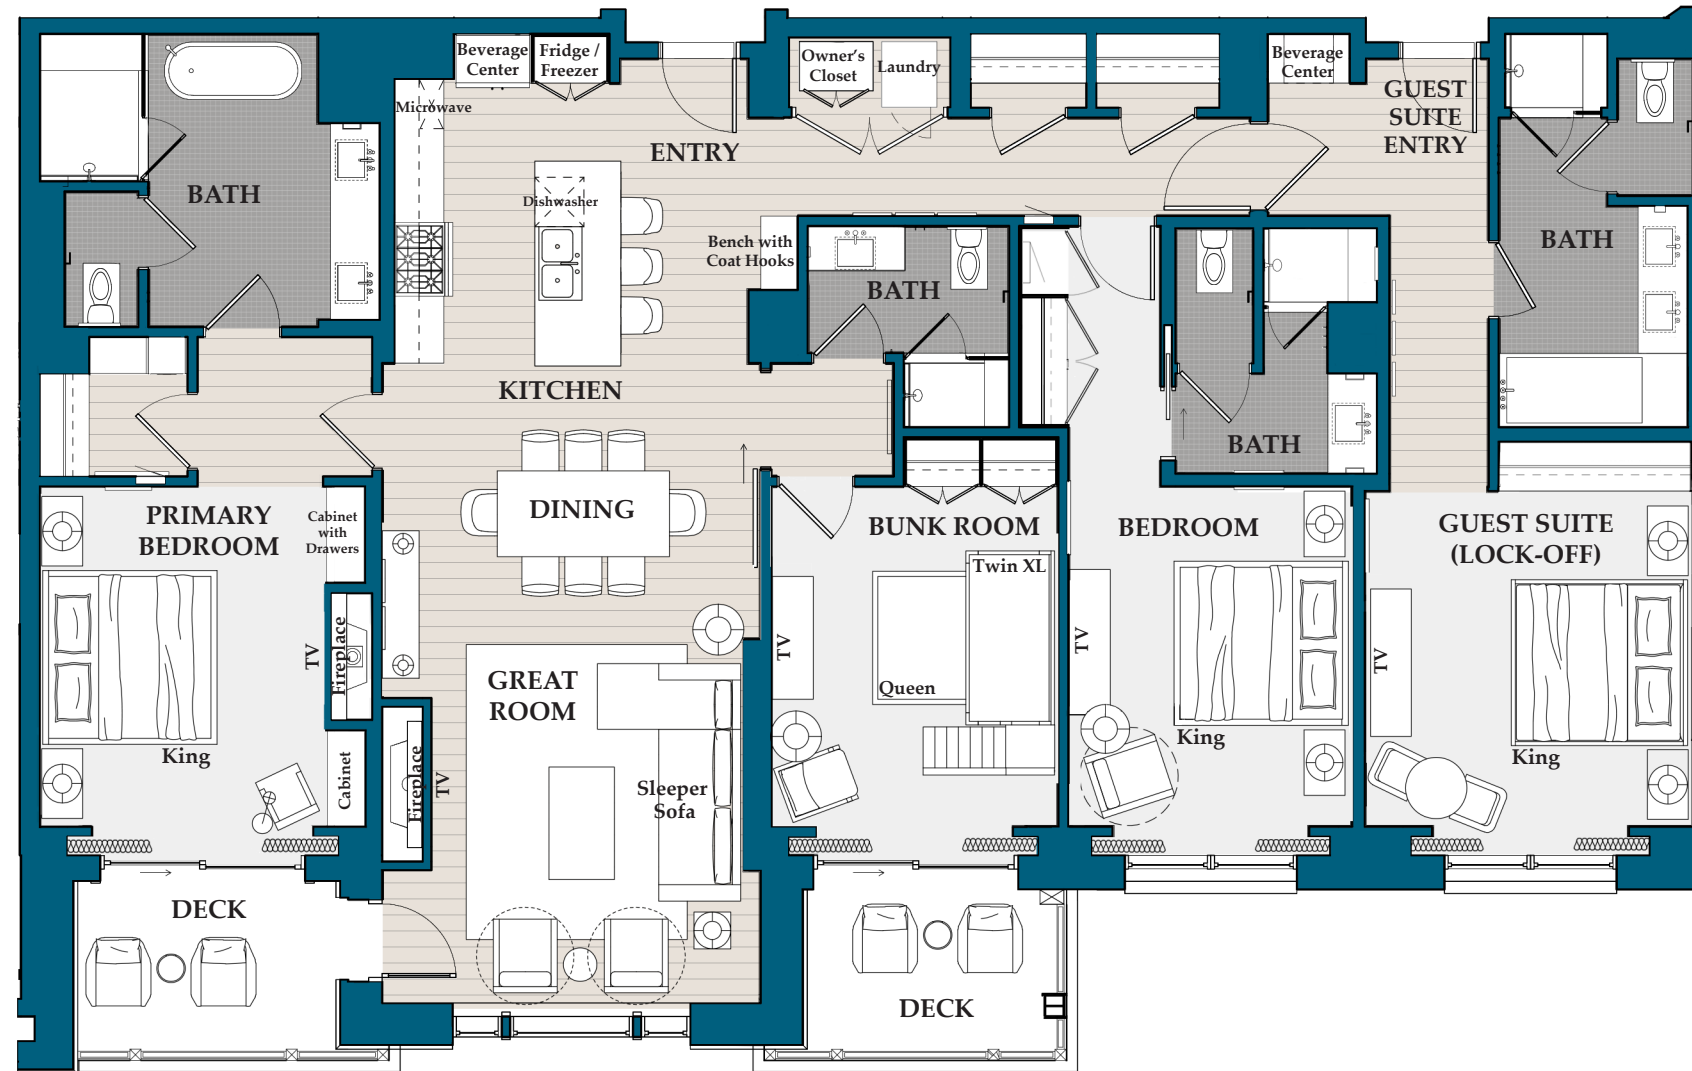 Beverage
Center
Fridge /
Freezer
Owner's
Closet
Laundry
Beverage
Center
GUEST
SUITE
ENTRY
Microwave
ENTRY
BATH
Dishwasher
Bench with
Coat Hooks
BATH
BATH
KITCHEN
BATH
PRIMARY
BEDROOM
Cabinet
with
Drawers
DINING
BUNK ROOM
BEDROOM
GUEST SUITE
(LOCK-OFF)
Twin XL
TV
Fireplace
TV
TV
TV
GREAT
ROOM
Queen
King
King
King
Cabinet
Fireplace
TV
Sleeper
Sofa
DECK
DECK